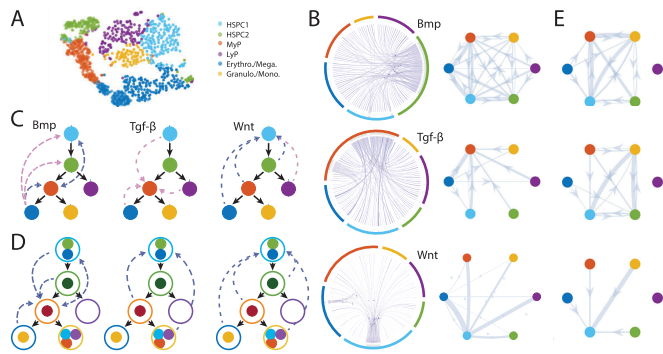 A
HSPC1
HSPC2
MyP
LyP
Erythro./Mega.
Granulo./Mono.
B
Bmp
E
C
Bmp
Tgf-β
Wnt
Tgf-β
D
Wnt